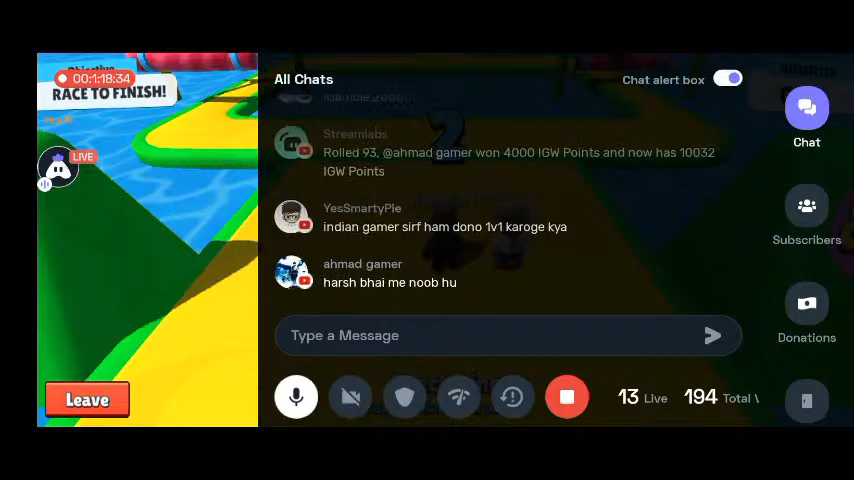 Objective
00:1:18:34
RACE TO FINISH!
LIVE
Leave
All Chats
Chat alert box
2
Streamlabs
Rolled 93, @ahmad gamer won 4000 IGW Points and now has 10032
IGW Points
YesSmartyPie
indian gamer sirf ham dono 1v1 karoge kya
ahmad gamer
harsh bhai me noob hu
Type a Message
13 Live
194 Total \
Chat
Subscribers
Donations